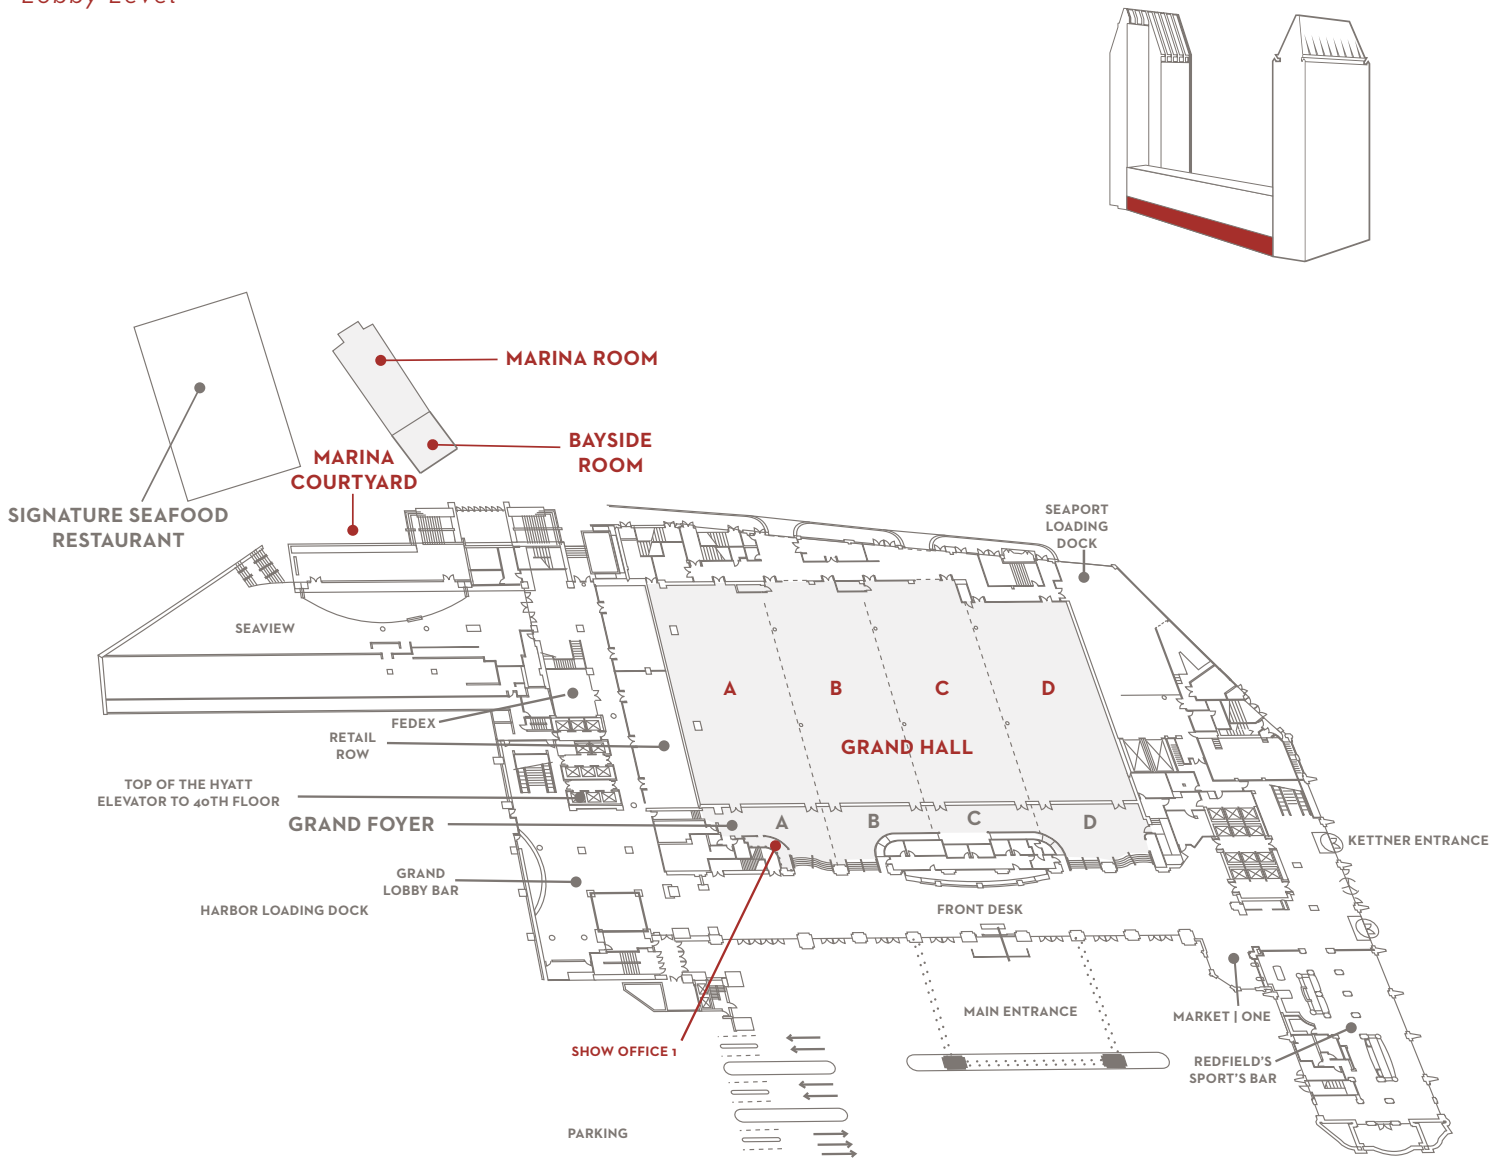 Lobby Level
MARINA ROOM
BAYSIDE
ROOM
MARINA
COURTYARD
SIGNATURE SEAFOOD
RESTAURANT
SEAPORT
LOADING
DOCK
SEAVIEW
A
B
C
D
FEDEX
RETAIL
ROW
GRAND HALL
TOP OF THE HYATT
ELEVATOR TO 40TH FLOOR
GRAND FOYER
A
B
C
D
KETTNER ENTRANCE
GRAND
LOBBY BAR
HARBOR LOADING DOCK
FRONT DESK
MAIN ENTRANCE
MARKET | ONE
SHOW OFFICE 1
REDFIELD'S
SPORT'S BAR
PARKING